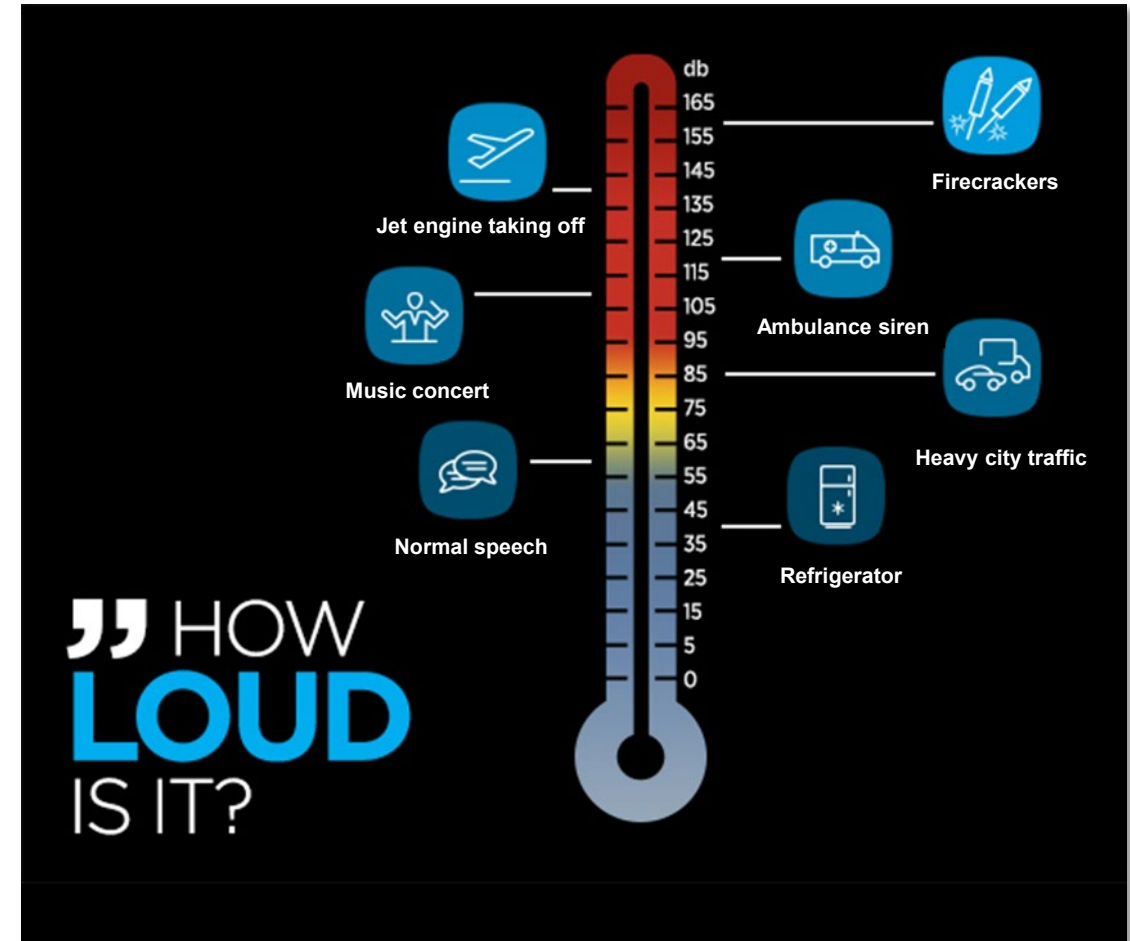 db
165
155
145
135
125
115
105
95
85
75
65
55
45
35
25
15
5
0
Jet engine taking off
Music concert
Normal speech
Firecrackers
Ambulance siren
Heavy city traffic
Refrigerator
” HOW
LOUD
IS IT?